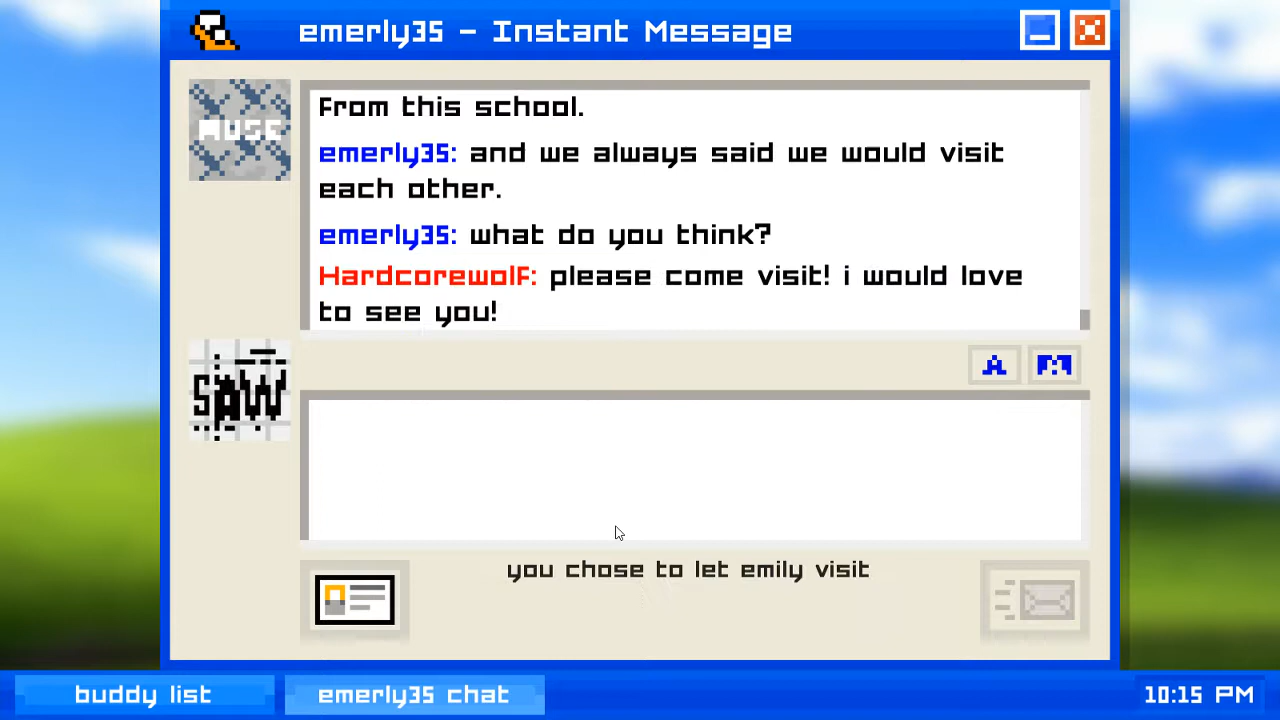 emerly35 - Instant Message
MUSE
From this school.
emerly35: and we always said we would visit
each other.
emerly35: what do you think?
Hardcorewolf: please come visit! i would love
to see you!
SAW
A
you chose to let emily visit
buddy list
emerly35 chat
10:15 PM